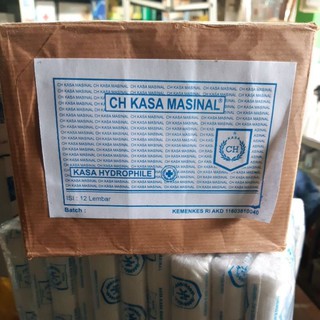 CH KASA MASINAL®
CH
KASA HYDROPHILE
ISI : 12 Lembar
Batch :
KEMENKES RI AKD